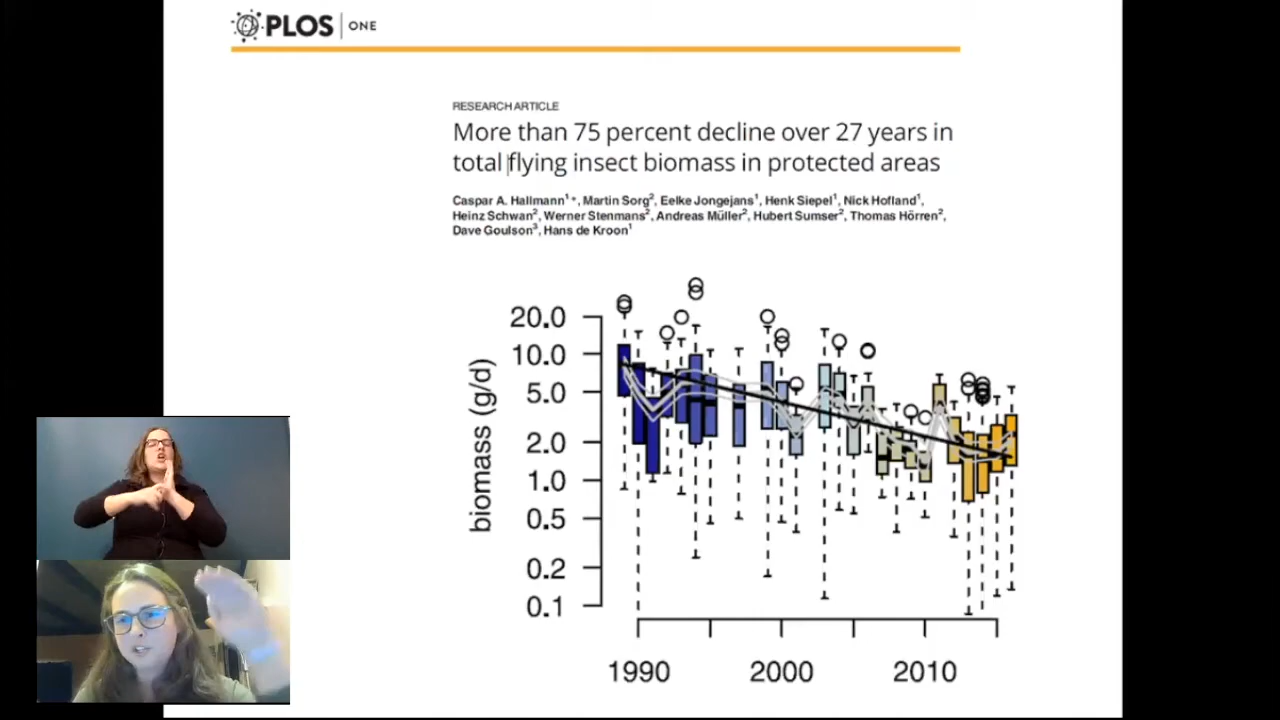 PLOS ONE
RESEARCH ARTICLE
More than 75 percent decline over 27 years in
total flying insect biomass in protected areas
Caspar A. Hallmann1*, Martin Sorg2, Eelke Jongejans1, Henk Siepel1, Nick Hofland1,
Heinz Schwan2, Werner Stenmans2, Andreas Müller2, Hubert Sumser2, Thomas Hörren2,
Dave Goulson3, Hans de Kroon1
20.0
10.0
5.0
2.0
1.0
0.5
0.2
0.1
biomass (g/d)
1990 2000 2010